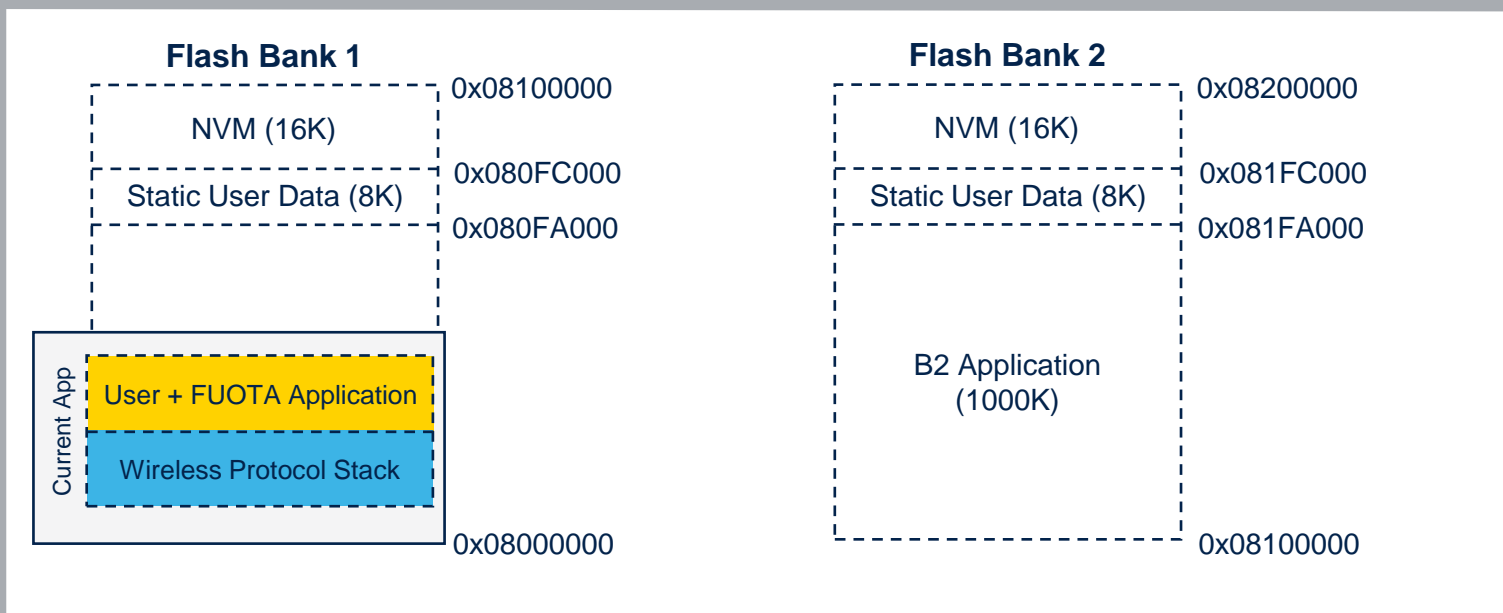 Flash Bank 1
0x08100000
NVM (16K)
0x080FC000
Static User Data (8K)
0x080FA000
Current App
User + FUOTA Application
Wireless Protocol Stack
0x08000000
Flash Bank 2
0x08200000
NVM (16K)
0x081FC000
Static User Data (8K)
0x081FA000
B2 Application
(1000K)
0x08100000